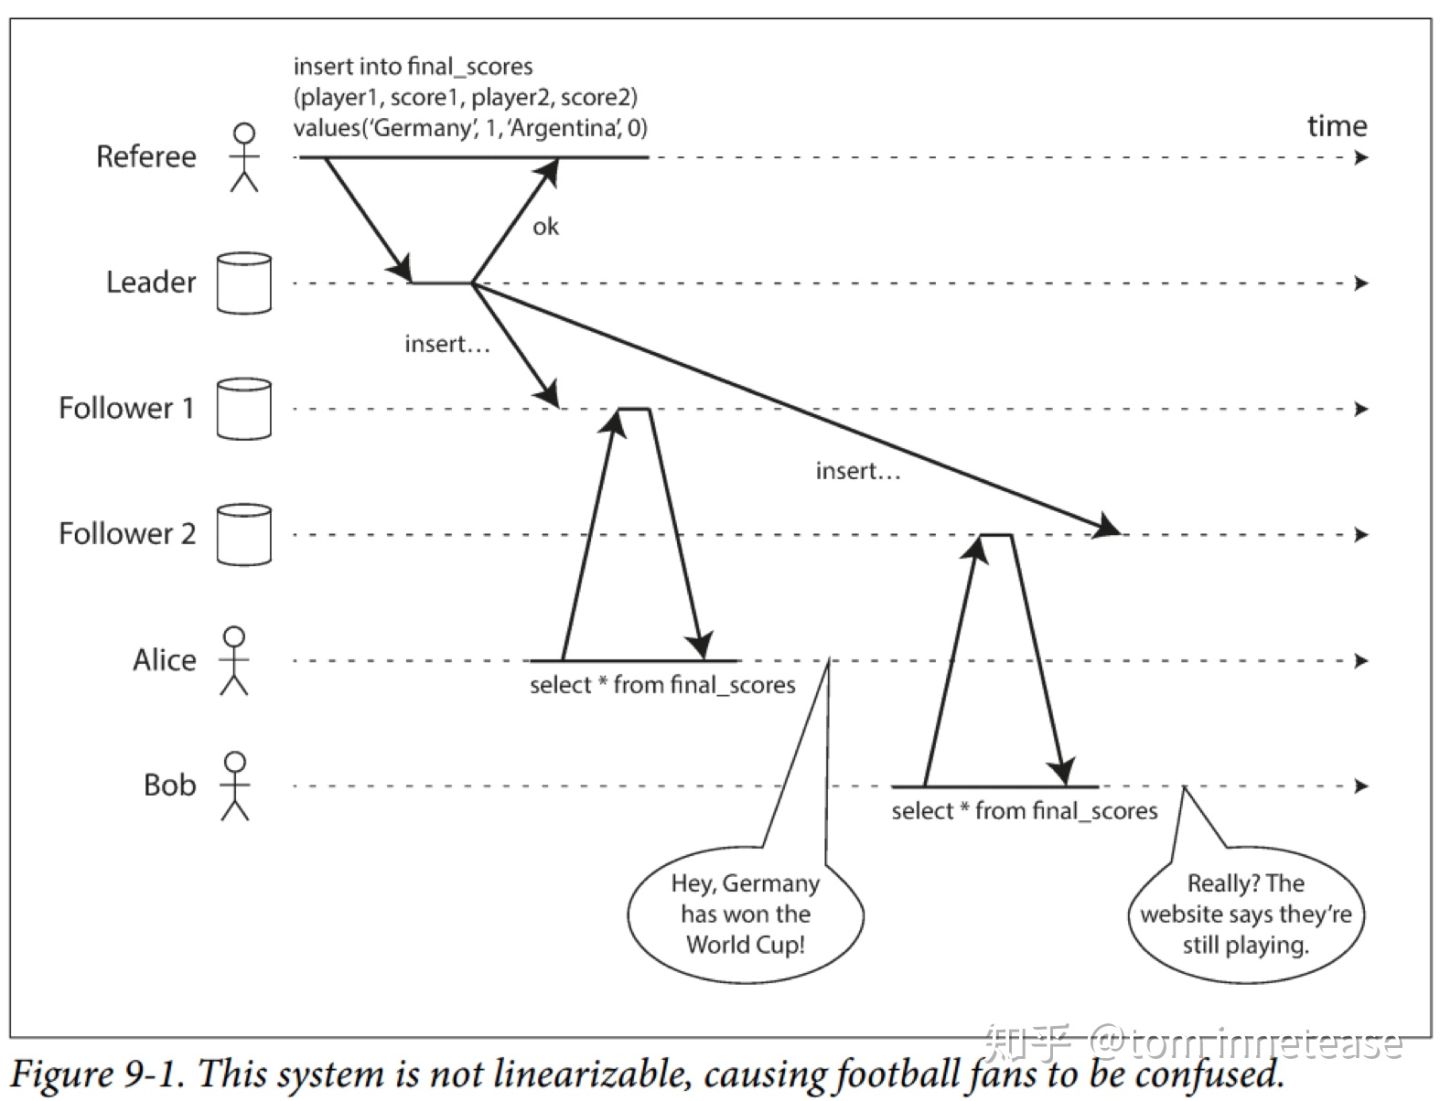 insert into final_scores
(player1, score1, player2, score2)
values(‘Germany’, 1, ‘Argentina’, 0)
time
Referee
ok
Leader
insert…
Follower 1
insert…
Follower 2
Alice
select * from final_scores
Bob
select * from final_scores
Hey, Germany
has won the
World Cup!
Really? The
website says they’re
still playing.
知乎 @tom innetease
Figure 9-1. This system is not linearizable, causing football fans to be confused.